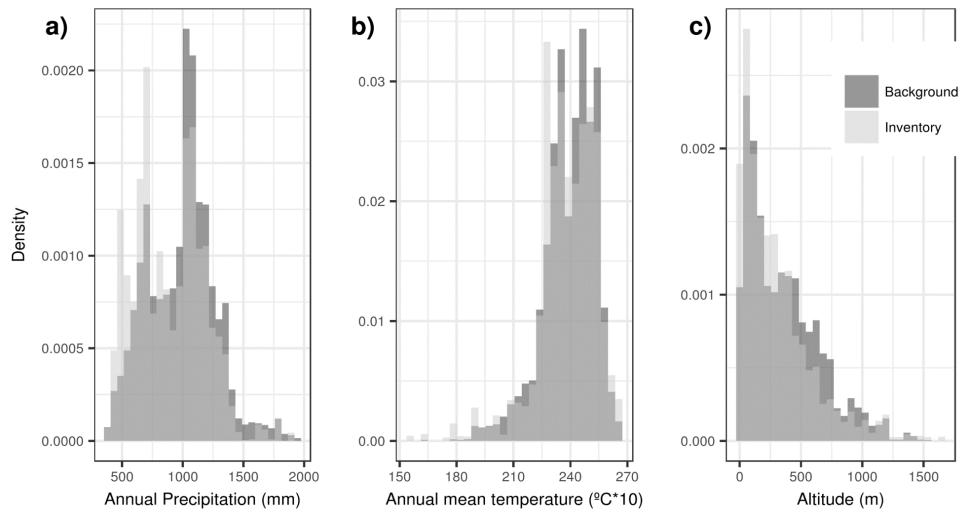 a)
b)
c)
Density
0.0020
0.0015
0.0010
0.0005
0.0000
500 1000 1500 2000
Annual Precipitation (mm)
0.03
0.02
0.01
0.00
150 180 210 240 270
Annual mean temperature (ºC*10)
0.002
0.001
0.000
0 500 1000 1500
Altitude (m)
Background
Inventory